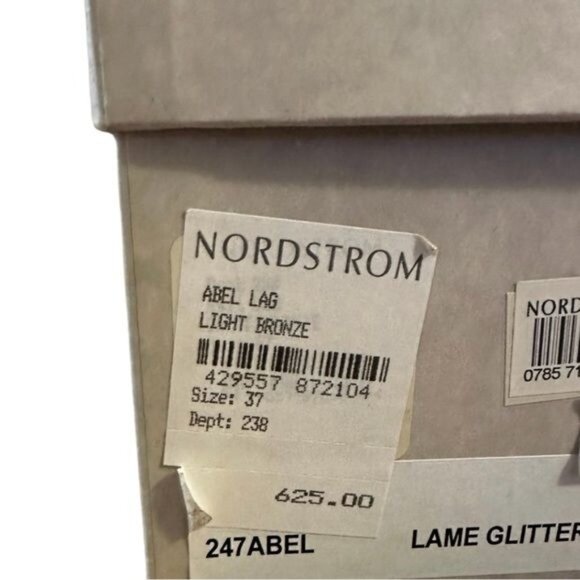 NORDSTROM
ABEL LAG
LIGHT BRONZE
429557 872104
Size: 37
Dept: 238
625.00
NORD
0785 71
247ABEL LAME GLITTER